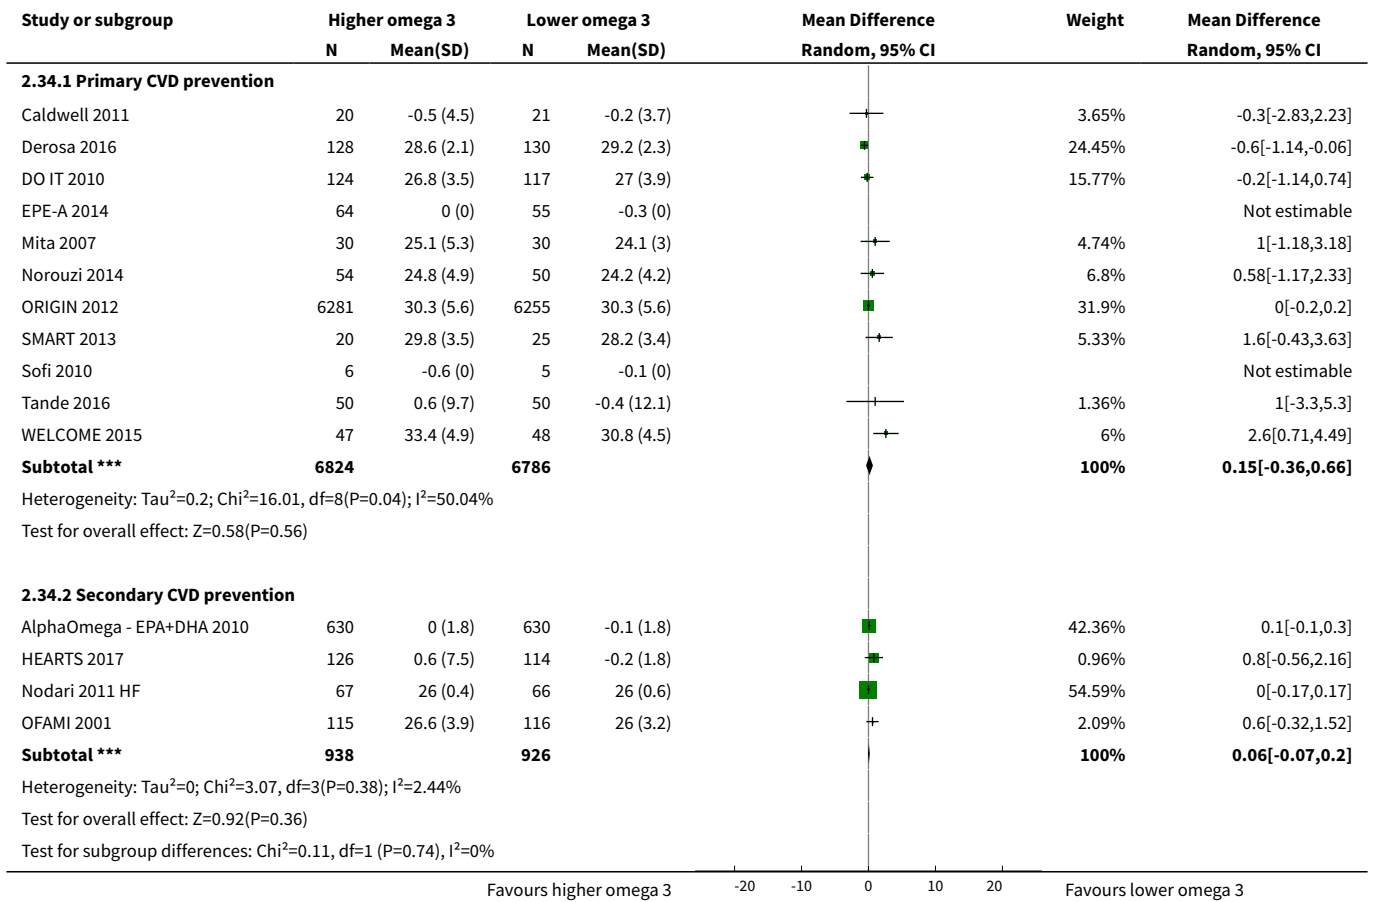 Study or subgroup Higher omega 3 Lower omega 3 Mean Difference Weight Mean Difference
N Mean(SD) N Mean(SD) Random, 95% CI Random, 95% CI
2.34.1 Primary CVD prevention
Caldwell 2011 20 -0.5 (4.5) 21 -0.2 (3.7) 3.65% -0.3[-2.83,2.23]
Derosa 2016 128 28.6 (2.1) 130 29.2 (2.3) 24.45% -0.6[-1.14,-0.06]
DO IT 2010 124 26.8 (3.5) 117 27 (3.9) 15.77% -0.2[-1.14,0.74]
EPE-A 2014 64 0 (0) 55 -0.3 (0) Not estimable
Mita 2007 30 25.1 (5.3) 30 24.1 (3) 4.74% 1[-1.18,3.18]
Norouzi 2014 54 24.8 (4.9) 50 24.2 (4.2) 6.8% 0.58[-1.17,2.33]
ORIGIN 2012 6281 30.3 (5.6) 6255 30.3 (5.6) 31.9% 0[-0.2,0.2]
SMART 2013 20 29.8 (3.5) 25 28.2 (3.4) 5.33% 1.6[-0.43,3.63]
Sofi 2010 6 -0.6 (0) 5 -0.1 (0) Not estimable
Tande 2016 50 0.6 (9.7) 50 -0.4 (12.1) 1.36% 1[-3.3,5.3]
WELCOME 2015 47 33.4 (4.9) 48 30.8 (4.5) 6% 2.6[0.71,4.49]
Subtotal *** 6824 6786 100% 0.15[-0.36,0.66]
Heterogeneity: Tau²=0.2; Chi²=16.01, df=8(P=0.04); I²=50.04%
Test for overall effect: Z=0.58(P=0.56)
2.34.2 Secondary CVD prevention
AlphaOmega - EPA+DHA 2010 630 0 (1.8) 630 -0.1 (1.8) 42.36% 0.1[-0.1,0.3]
HEARTS 2017 126 0.6 (7.5) 114 -0.2 (1.8) 0.96% 0.8[-0.56,2.16]
Nodari 2011 HF 67 26 (0.4) 66 26 (0.6) 54.59% 0[-0.17,0.17]
OFAMI 2001 115 26.6 (3.9) 116 26 (3.2) 2.09% 0.6[-0.32,1.52]
Subtotal *** 938 926 100% 0.06[-0.07,0.2]
Heterogeneity: Tau²=0; Chi²=3.07, df=3(P=0.38); I²=2.44%
Test for overall effect: Z=0.92(P=0.36)
Test for subgroup differences: Chi²=0.11, df=1 (P=0.74), I²=0%
Favours higher omega 3 -20 -10 0 10 20 Favours lower omega 3